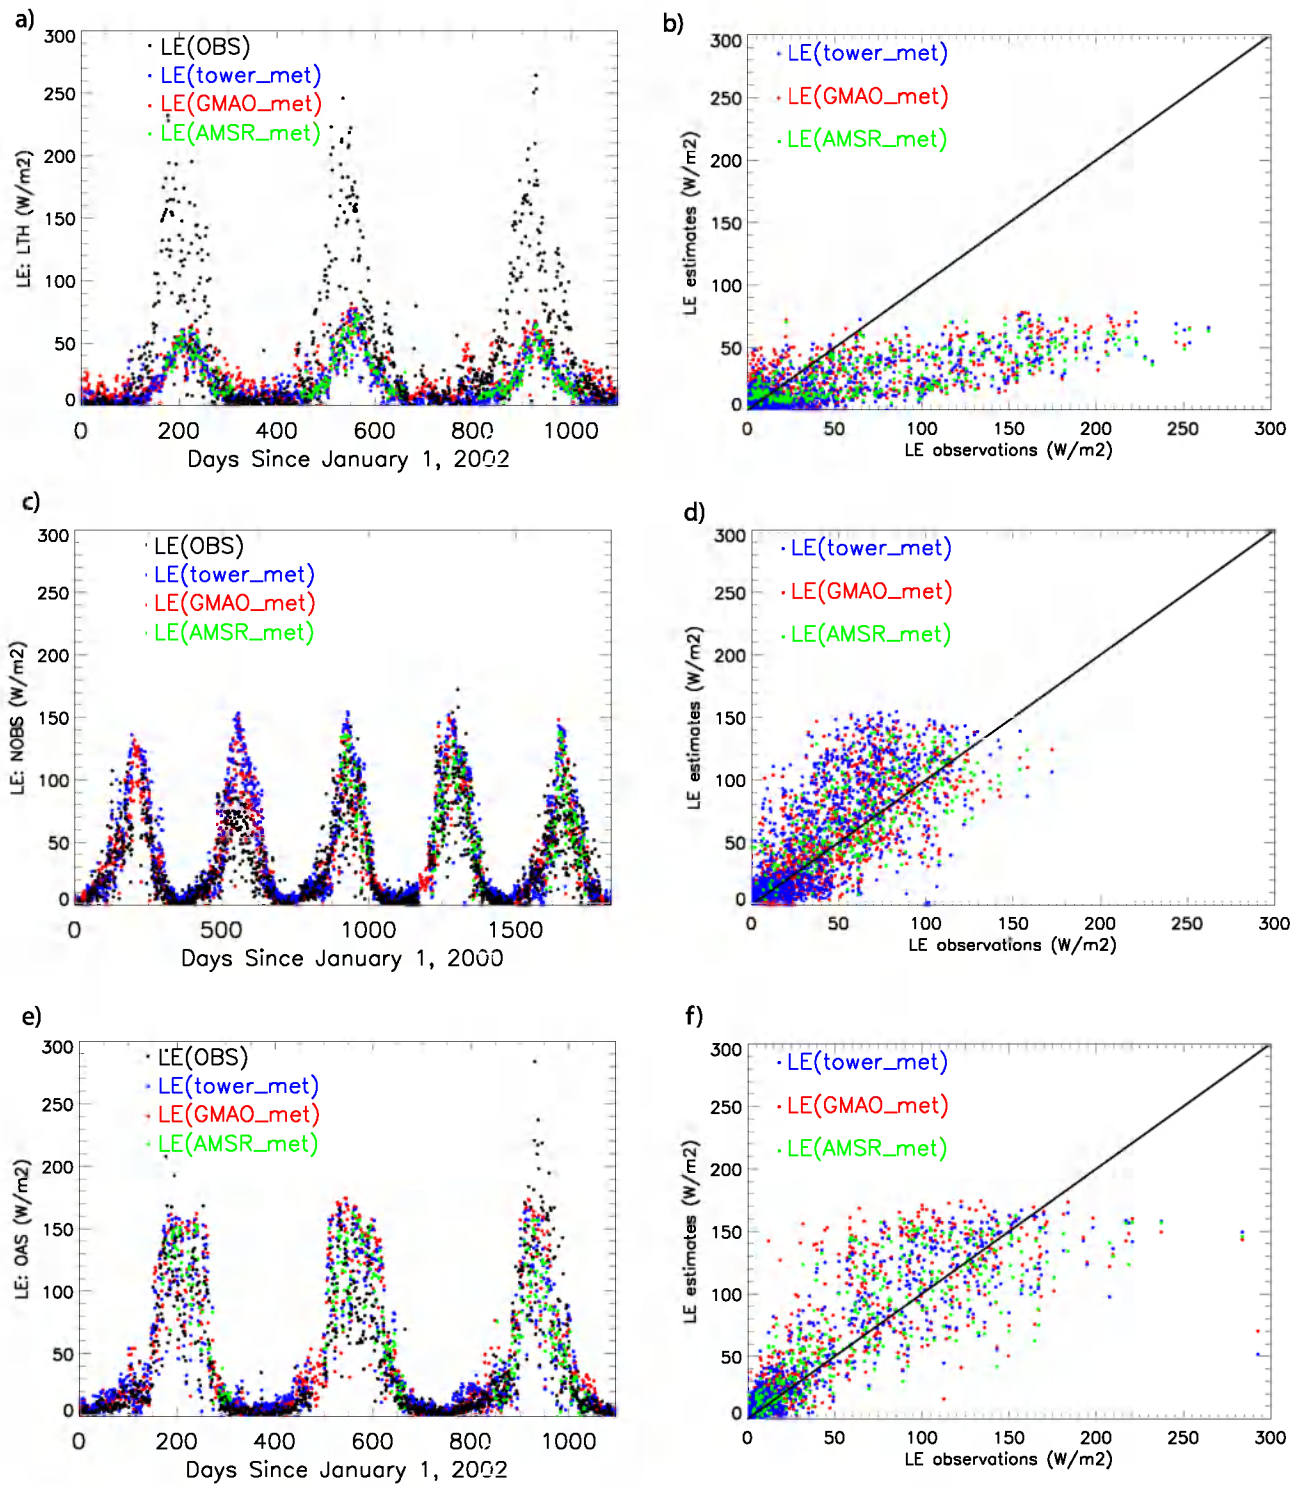 a)
300
250
200
150
100
50
0
LE: LTH (W/m2)
LE(OBS)
LE(tower_met)
LE(GMAO_met)
LE(AMSR_met)
0 200 400 600 800 1000
Days Since January 1, 2002
b)
300
250
200
150
100
50
0
LE estimates (W/m2)
LE(tower_met)
LE(GMAO_met)
LE(AMSR_met)
0 50 100 150 200 250 300
LE observations (W/m2)
c)
300
250
200
150
100
50
0
LE: NOBS (W/m2)
LE(OBS)
LE(tower_met)
LE(GMAO_met)
LE(AMSR_met)
0 500 1000 1500
Days Since January 1, 2000
d)
300
250
200
150
100
50
0
LE estimates (W/m2)
LE(tower_met)
LE(GMAO_met)
LE(AMSR_met)
0 50 100 150 200 250 300
LE observations (W/m2)
e)
300
250
200
150
100
50
0
LE: OAS (W/m2)
LE(OBS)
LE(tower_met)
LE(GMAO_met)
LE(AMSR_met)
0 200 400 600 800 1000
Days Since January 1, 2002
f)
300
250
200
150
100
50
0
LE estimates (W/m2)
LE(tower_met)
LE(GMAO_met)
LE(AMSR_met)
0 50 100 150 200 250 300
LE observations (W/m2)